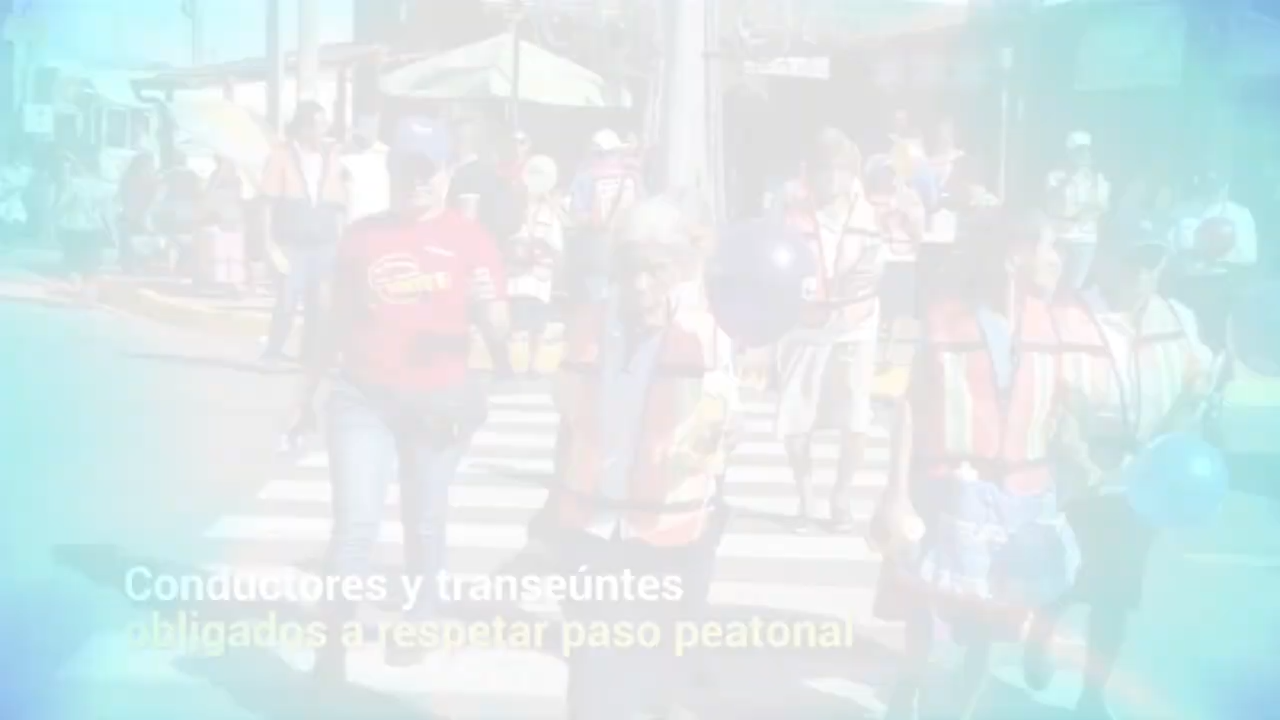 Conductores y transeúntes
obligados a respetar paso peatonal